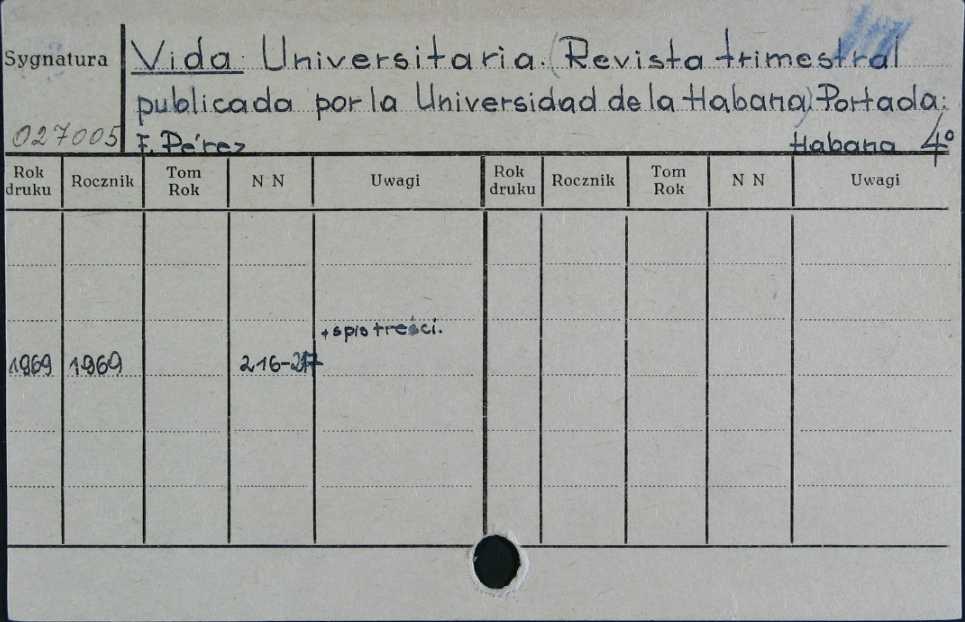 Sygnatura Vida Universitaria. (Revista trimestral
publicada por la Universidad de la Habana) Portada:
027005 F. Pérez Habana 4º
Rok druku Rocznik Tom Rok N N Uwagi Rok druku Rocznik Tom Rok N N Uwagi
+ spis treści.
1969 1969 216-217